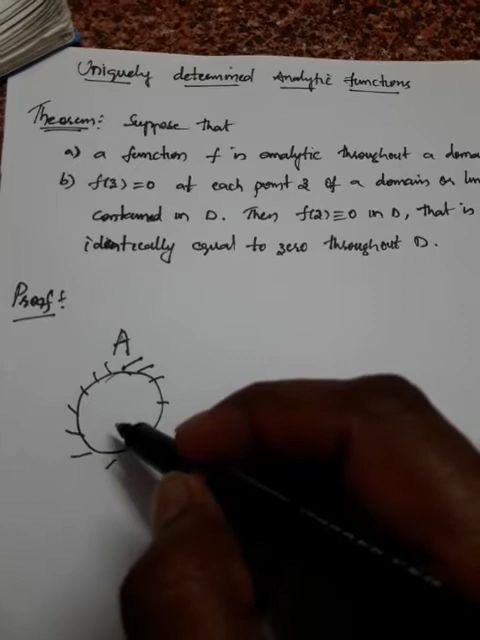 Uniquely determined Analytic functions
Theorem: Suppose that
a) a function f is analytic throughout a doma
b) f(z)=0 at each point z of a domain or lin
contained in D. Then f(z)≡0 in D, that is
identically equal to zero throughout D.
Proof:
A